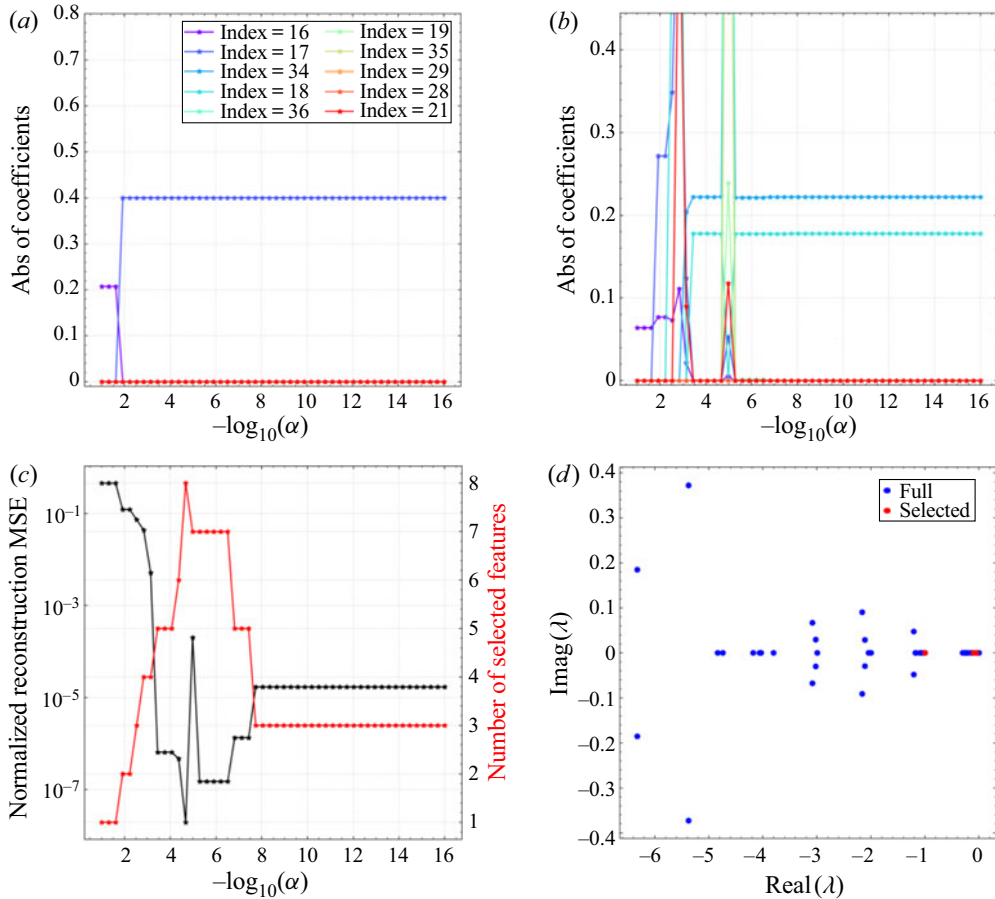 (a)
0.8
0.7
0.6
0.5
0.4
0.3
0.2
0.1
0
Abs of coefficients
Index = 16
Index = 17
Index = 34
Index = 18
Index = 36
Index = 19
Index = 35
Index = 29
Index = 28
Index = 21
2 4 6 8 10 12 14 16
–log10(α)
(b)
0.4
0.3
0.2
0.1
0
Abs of coefficients
2 4 6 8 10 12 14 16
–log10(α)
(c)
10–1
10–3
10–5
10–7
Normalized reconstruction MSE
8
7
6
5
4
3
2
1
Number of selected features
2 4 6 8 10 12 14 16
–log10(α)
(d)
0.4
0.3
0.2
0.1
0
–0.1
–0.2
–0.3
–0.4
Imag(λ)
Full
Selected
–6 –5 –4 –3 –2 –1 0
Real(λ)